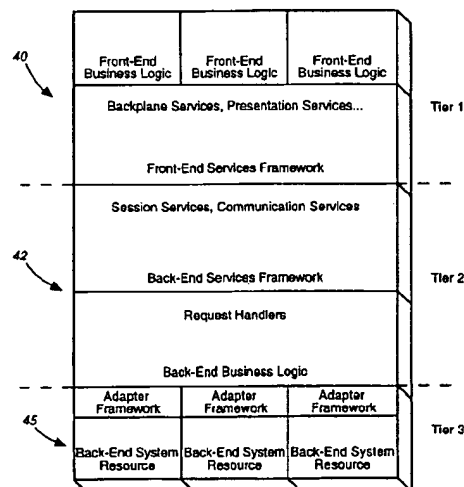 Front-End Front-End Front-End
40
Business Logic Business Logic Business Logic
Backplane Services, Presentation Services...
Tier 1
Front-End Services Framework
Session Services, Communication Services
42
Back-End Services Framework
Tier 2
Request Handlers
Back-End Business Logic
Adapter Adapter Adapter
Framework Framework Framework
45
Tier 3
Back-End System Back-End System Back-End System
Resource Resource Resource